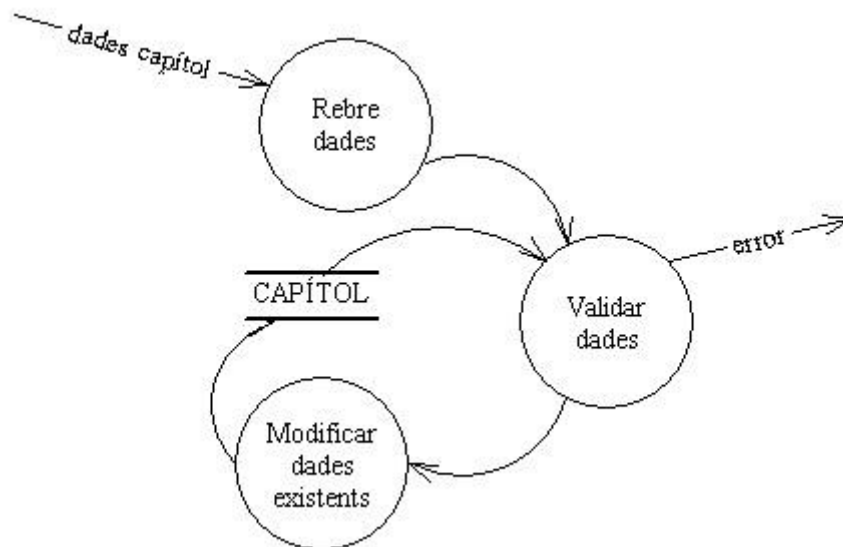 dades capítol
Rebre
dades
error
CAPÍTOL
Validar
dades
Modificar
dades
existents